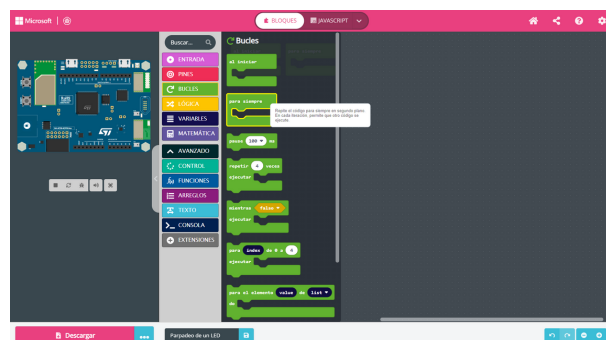 Microsoft
BLOQUES
JAVASCRIPT
Buscar...
ENTRADA
PINES
BUCLES
LÓGICA
VARIABLES
MATEMÁTICA
AVANZADO
CONTROL
FUNCIONES
ARREGLOS
TEXTO
CONSOLA
EXTENSIONES
Bucles
al iniciar
para siempre
Repite el código para siempre en segundo plano.
En cada iteración, permite que otro código se
ejecute.
pausa 100 ms
repetir 4 veces
ejecutar
mientras false
ejecutar
para index de 0 a 4
ejecutar
para el elemento value de list
do
Descargar
Parpadeo de un LED